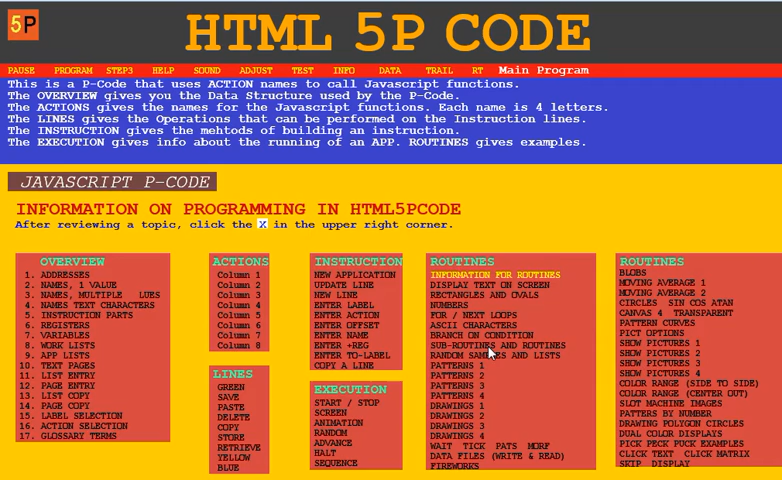 5P
HTML 5P CODE
PAUSE PROGRAM STEP3 HELP SOUND ADJUST TEST INFO DATA TRAIL RT Main Program
This is a P-Code that uses ACTION names to call Javascript functions.
The OVERVIEW gives you the Data Structure used by the P-Code.
The ACTIONS gives the names for the Javascript functions. Each name is 4 letters.
The LINES gives the Operations that can be performed on the Instruction lines.
The INSTRUCTION gives the mehtods of building an instruction.
The EXECUTION gives info about the running of an APP. ROUTINES gives examples.
JAVASCRIPT P-CODE
INFORMATION ON PROGRAMMING IN HTML5PCODE
After reviewing a topic, click the X in the upper right corner.
OVERVIEW
1. ADDRESSES
2. NAMES, 1 VALUE
3. NAMES, MULTIPLE LUES
4. NAMES TEXT CHARACTERS
5. INSTRUCTION PARTS
6. REGISTERS
7. VARIABLES
8. WORK LISTS
9. APP LISTS
10. TEXT PAGES
11. LIST ENTRY
12. PAGE ENTRY
13. LIST COPY
14. PAGE COPY
15. LABEL SELECTION
16. ACTION SELECTION
17. GLOSSARY TERMS
ACTIONS
Column 1
Column 2
Column 3
Column 4
Column 5
Column 6
Column 7
Column 8
LINES
GREEN
SAVE
PASTE
DELETE
COPY
STORE
RETRIEVE
YELLOW
BLUE
INSTRUCTION
NEW APPLICATION
UPDATE LINE
NEW LINE
ENTER LABEL
ENTER ACTION
ENTER OFFSET
ENTER NAME
ENTER +REG
ENTER TO-LABEL
COPY A LINE
EXECUTION
START / STOP
SCREEN
ANIMATION
RANDOM
ADVANCE
HALT
SEQUENCE
ROUTINES
INFORMATION FOR ROUTINES
DISPLAY TEXT ON SCREEN
RECTANGLES AND OVALS
NUMBERS
FOR / NEXT LOOPS
ASCII CHARACTERS
BRANCH ON CONDITION
SUB-ROUTINES AND ROUTINES
RANDOM SAMPLES AND LISTS
PATTERNS 1
PATTERNS 2
PATTERNS 3
PATTERNS 4
DRAWINGS 1
DRAWINGS 2
DRAWINGS 3
DRAWINGS 4
WAIT TICK PATS MORF
DATA FILES (WRITE & READ)
FIREWORKS
ROUTINES
BLOBS
MOVING AVERAGE 1
MOVING AVERAGE 2
CIRCLES SIN COS ATAN
CANVAS 4 TRANSPARENT
PATTERN CURVES
PICT OPTIONS
SHOW PICTURES 1
SHOW PICTURES 2
SHOW PICTURES 3
SHOW PICTURES 4
COLOR RANGE (SIDE TO SIDE)
COLOR RANGE (CENTER OUT)
SLOT MACHINE IMAGES
PATTERS BY NUMBER
DRAWING POLYGON CIRCLES
DUAL COLOR DISPLAYS
PICK PECK PUCK EXAMPLES
CLICK TEXT CLICK MATRIX
SKIP DISPLAY